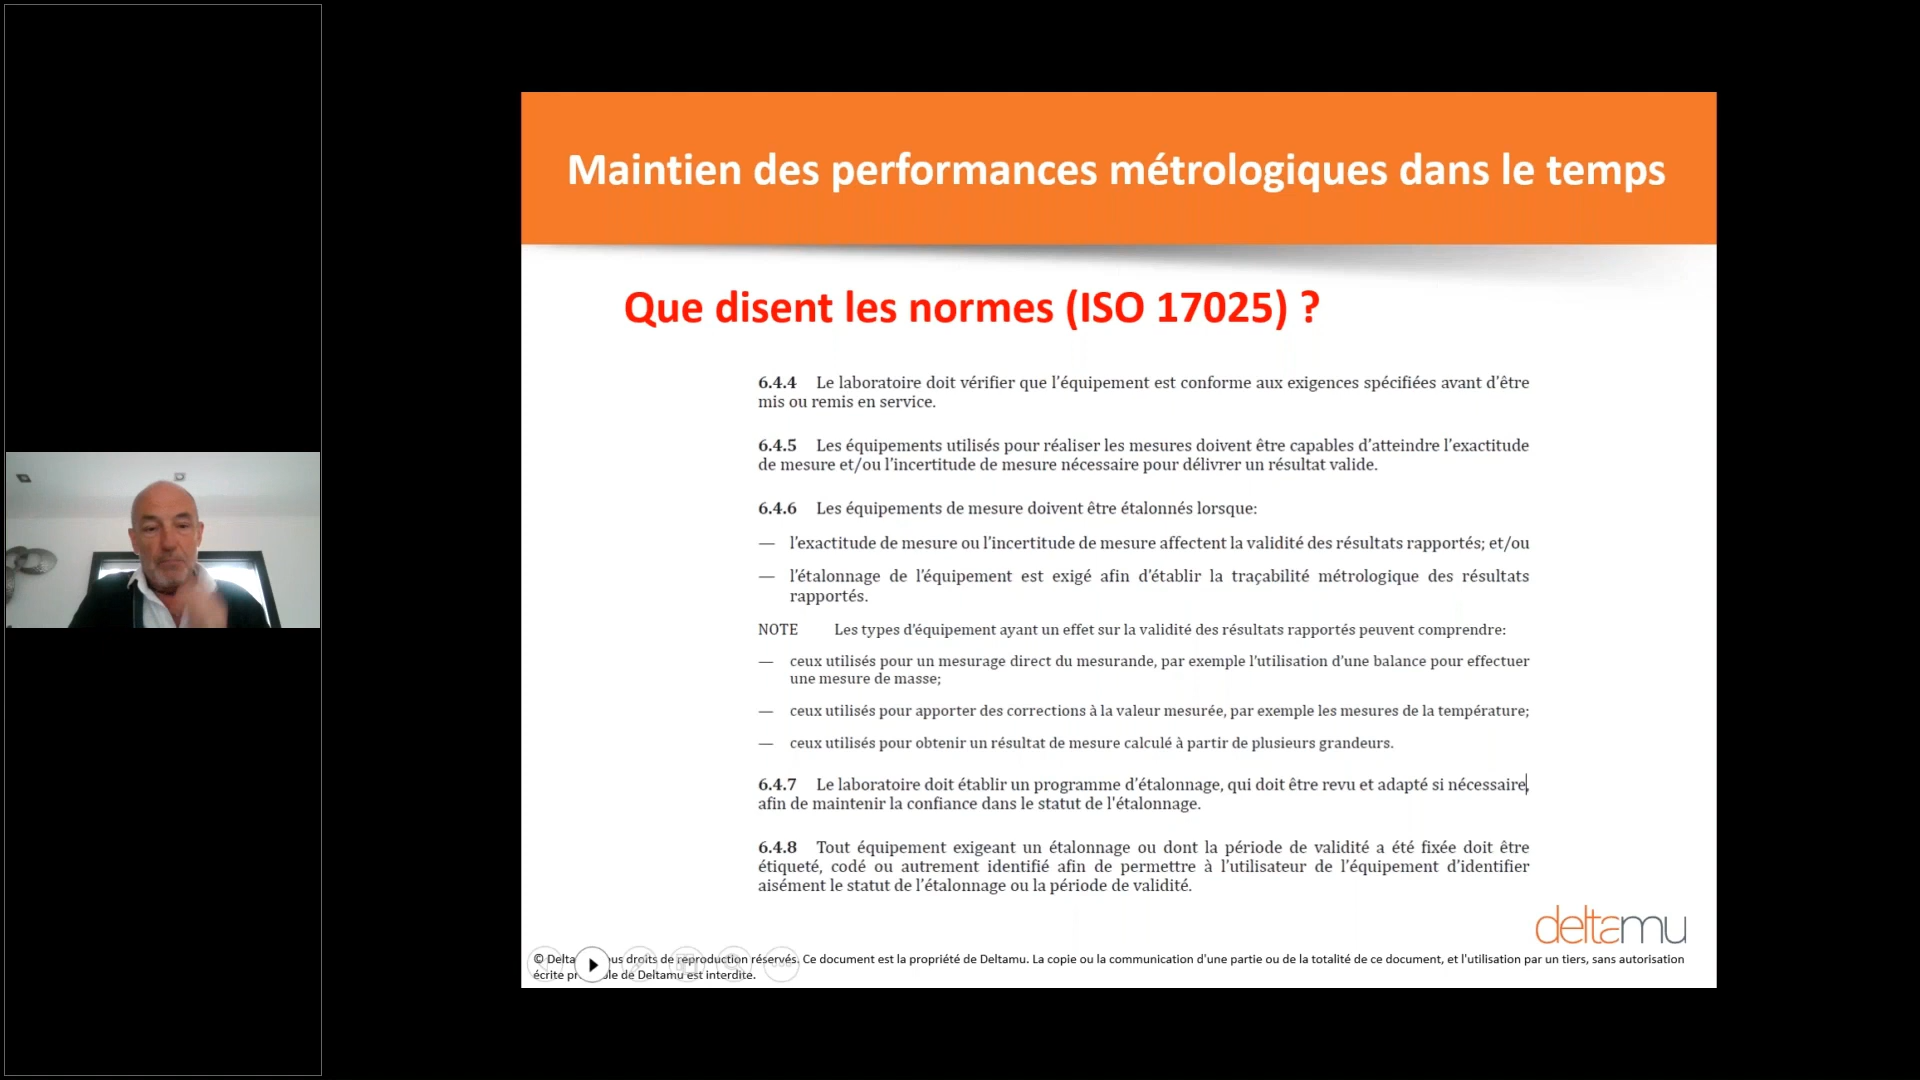 Maintien des performances métrologiques dans le temps
Que disent les normes (ISO 17025) ?
6.4.4 Le laboratoire doit vérifier que l’équipement est conforme aux exigences spécifiées avant d’être
mis ou remis en service.
6.4.5 Les équipements utilisés pour réaliser les mesures doivent être capables d’atteindre l’exactitude
de mesure et/ou l’incertitude de mesure nécessaire pour délivrer un résultat valide.
6.4.6 Les équipements de mesure doivent être étalonnés lorsque:
— l’exactitude de mesure ou l’incertitude de mesure affectent la validité des résultats rapportés; et/ou
— l’étalonnage de l’équipement est exigé afin d’établir la traçabilité métrologique des résultats
rapportés.
NOTE Les types d’équipement ayant un effet sur la validité des résultats rapportés peuvent comprendre:
— ceux utilisés pour un mesurage direct du mesurande, par exemple l’utilisation d’une balance pour effectuer
une mesure de masse;
— ceux utilisés pour apporter des corrections à la valeur mesurée, par exemple les mesures de la température;
— ceux utilisés pour obtenir un résultat de mesure calculé à partir de plusieurs grandeurs.
6.4.7 Le laboratoire doit établir un programme d’étalonnage, qui doit être revu et adapté si nécessaire,
afin de maintenir la confiance dans le statut de l'étalonnage.
6.4.8 Tout équipement exigeant un étalonnage ou dont la période de validité a été fixée doit être
étiqueté, codé ou autrement identifié afin de permettre à l’utilisateur de l’équipement d’identifier
aisément le statut de l’étalonnage ou la période de validité.
deltamu
© Delta droits de reproduction réservés. Ce document est la propriété de Deltamu. La copie ou la communication d'une partie ou de la totalité de ce document, et l'utilisation par un tiers, sans autorisation
écrite de Deltamu est interdite.